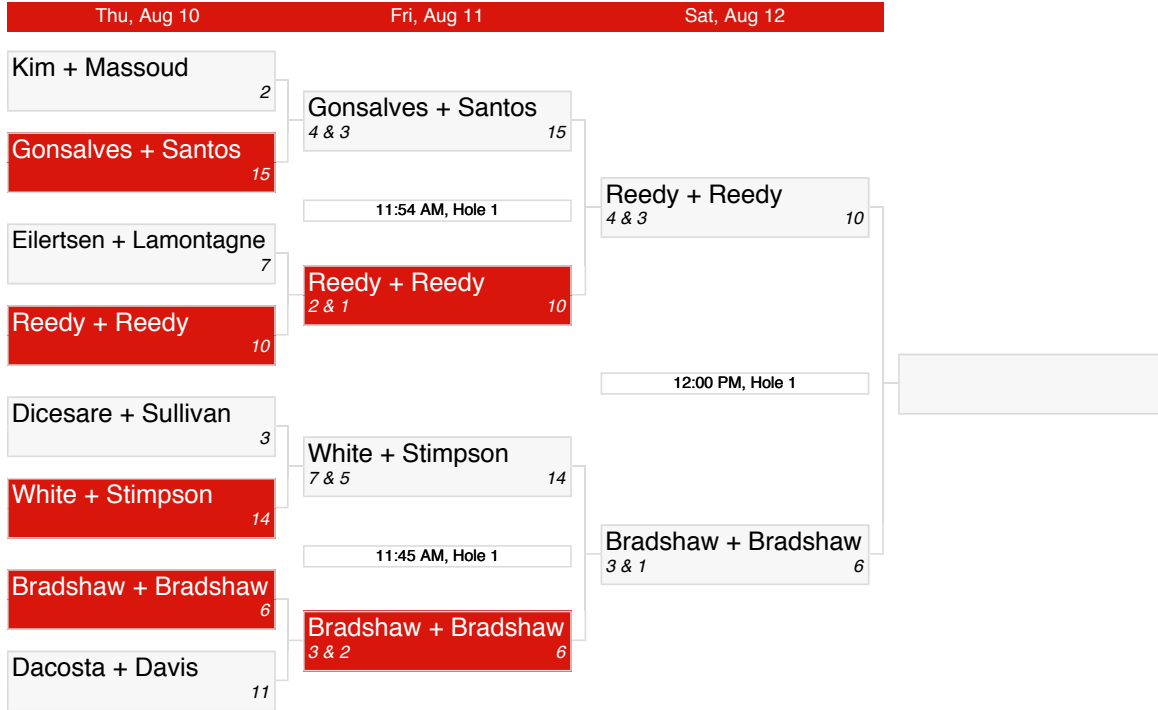 Thu, Aug 10
Fri, Aug 11
Sat, Aug 12
Kim + Massoud
2
Gonsalves + Santos
15
Eilertsen + Lamontagne
7
Reedy + Reedy
10
Dicesare + Sullivan
3
White + Stimpson
14
Bradshaw + Bradshaw
6
Dacosta + Davis
11
Gonsalves + Santos
4 & 3 15
11:54 AM, Hole 1
Reedy + Reedy
2 & 1 10
White + Stimpson
7 & 5 14
11:45 AM, Hole 1
Bradshaw + Bradshaw
3 & 2 6
Reedy + Reedy
4 & 3 10
12:00 PM, Hole 1
Bradshaw + Bradshaw
3 & 1 6